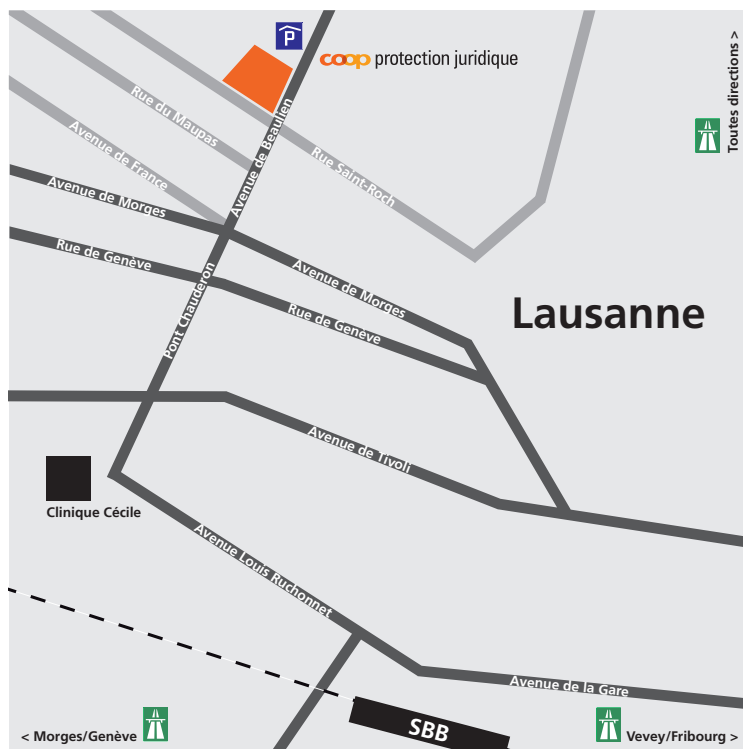 P
coop protection juridique
Toutes directions >
Rue du Maupas
Avenue de Beaulieu
Avenue de France
Rue Saint-Roch
Avenue de Morges
Rue de Genève
Avenue de Morges
Pont Chauderon
Rue de Genève
Lausanne
Avenue de Tivoli
Clinique Cécile
Avenue Louis Ruchonnet
Avenue de la Gare
SBB
< Morges/Genève
Vevey/Fribourg >